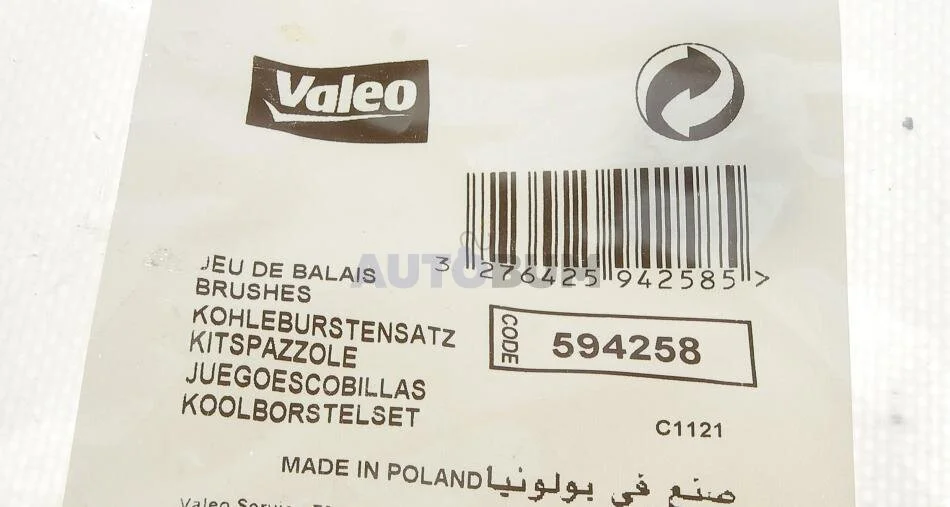 Valeo
3 276425 942585 >
JEU DE BALAIS
BRUSHES
KOHLEBURSTENSATZ
KITSPAZZOLE
JUEGOESCOBILLAS
KOOLBORSTELSET
CODE 594258
C1121
MADE IN POLAND صنع في بولونيا
Valeo